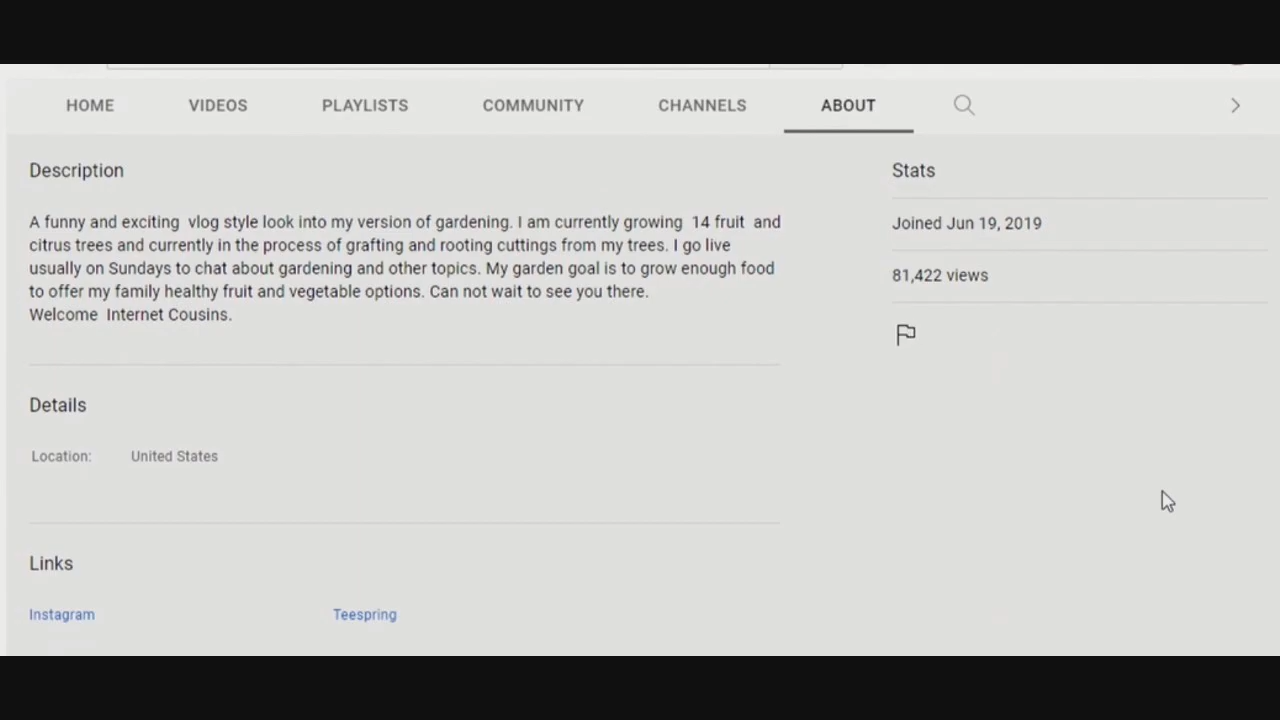 HOME VIDEOS PLAYLISTS COMMUNITY CHANNELS ABOUT
Description
A funny and exciting  vlog style look into my version of gardening. I am currently growing  14 fruit  and
citrus trees and currently in the process of grafting and rooting cuttings from my trees. I go live
usually on Sundays to chat about gardening and other topics. My garden goal is to grow enough food
to offer my family healthy fruit and vegetable options. Can not wait to see you there.
Welcome  Internet Cousins.
Details
Location: United States
Links
Instagram Teespring
Stats
Joined Jun 19, 2019
81,422 views